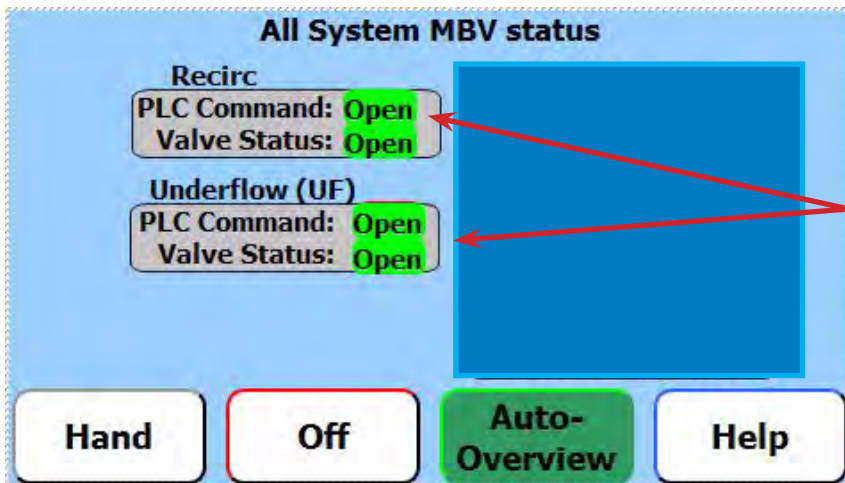 All System MBV status
Recirc
PLC Command: Open
Valve Status: Open
Underflow (UF)
PLC Command: Open
Valve Status: Open
Hand
Off
Auto-
Overview
Help